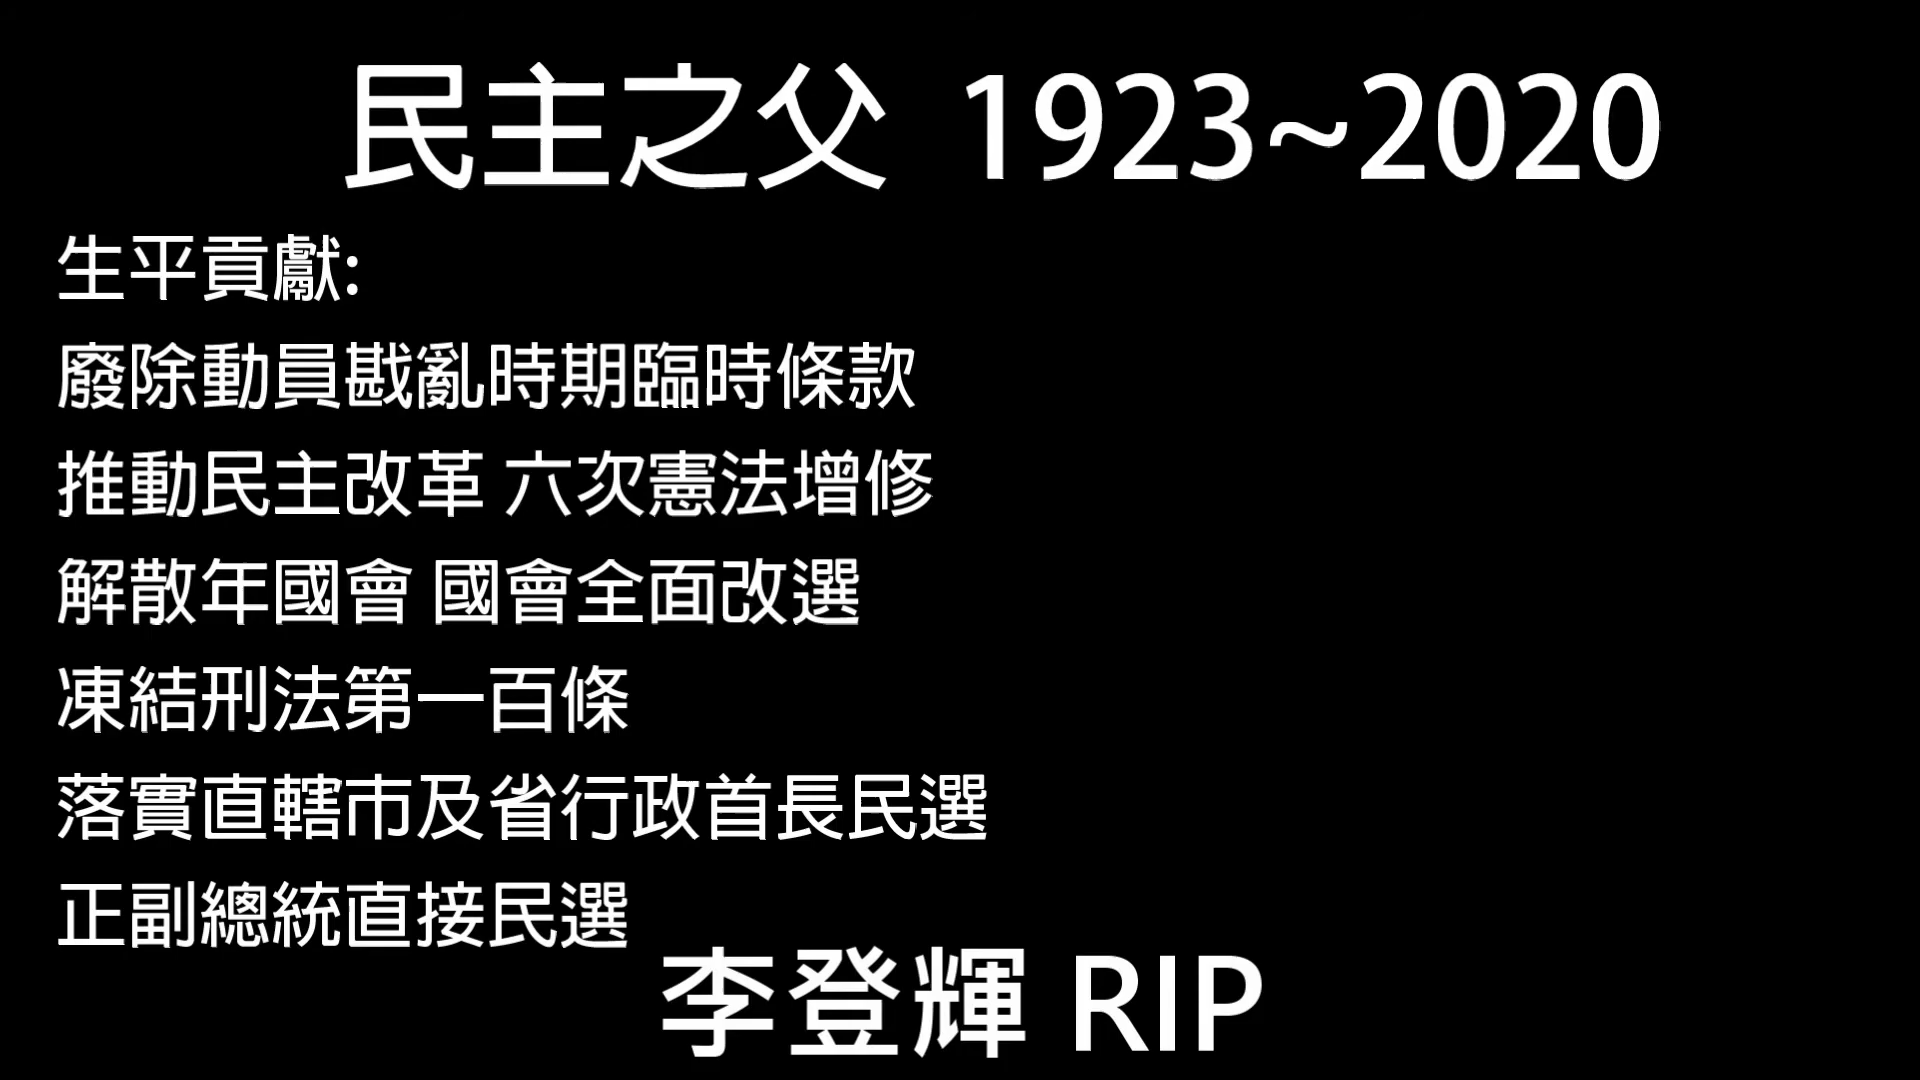 民主之父 1923~2020
生平貢獻:
廢除動員戡亂時期臨時條款
推動民主改革 六次憲法增修
解散年國會 國會全面改選
凍結刑法第一百條
落實直轄市及省行政首長民選
正副總統直接民選
李登輝 RIP